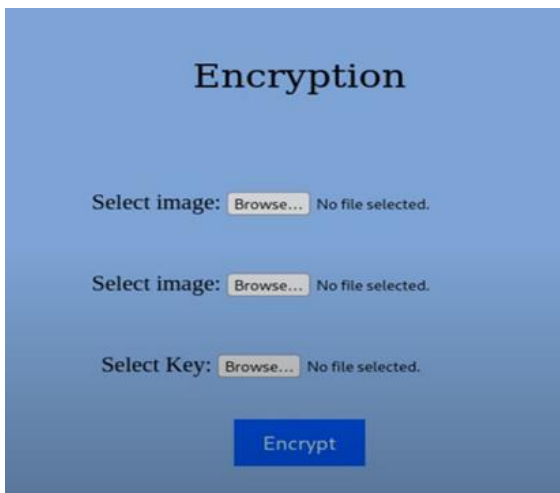 Encryption
Select image: Browse... No file selected.
Select image: Browse... No file selected.
Select Key: Browse... No file selected.
Encrypt